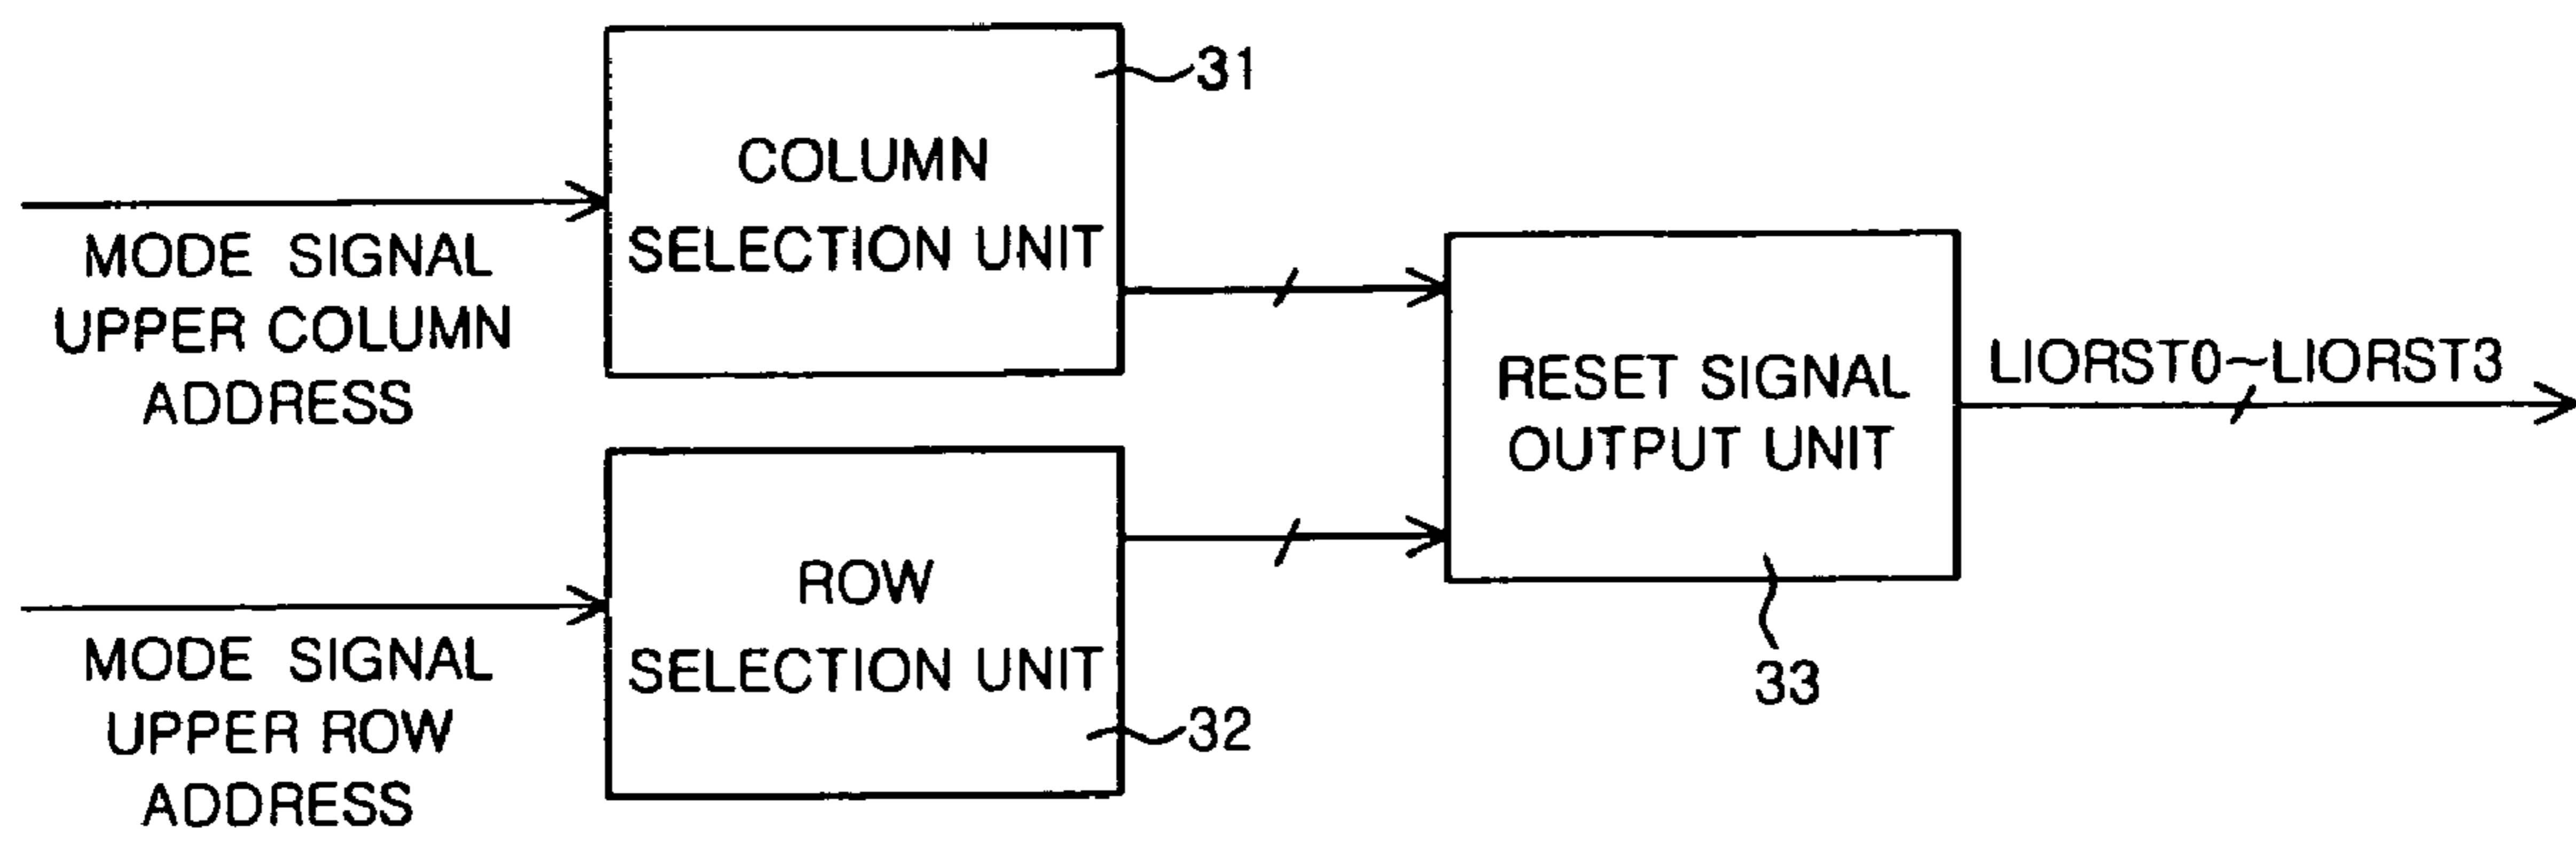 31
COLUMN
SELECTION UNIT
MODE SIGNAL
UPPER COLUMN
ADDRESS
RESET SIGNAL
OUTPUT UNIT
33
LIORST0~LIORST3
ROW
SELECTION UNIT
32
MODE SIGNAL
UPPER ROW
ADDRESS